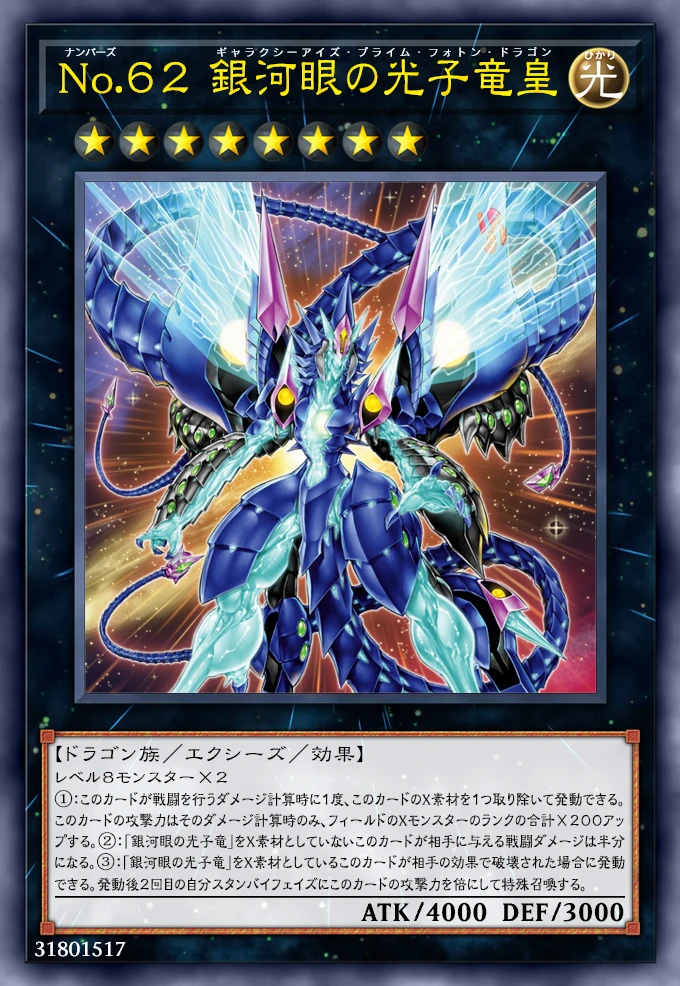 ナンバーズ ギャラクシーアイズ・プライム・フォトン・ドラゴン ひかり
No.62 銀河眼の光子竜皇 光
【ドラゴン族／エクシーズ／効果】
レベル8モンスター×2
①：このカードが戦闘を行うダメージ計算時に1度、このカードのX素材を1つ取り除いて発動できる。
このカードの攻撃力はそのダメージ計算時のみ、フィールドのXモンスターのランクの合計×200アッ
プする。②：「銀河眼の光子竜」をX素材としていないこのカードが相手に与える戦闘ダメージは半分
になる。③：「銀河眼の光子竜」をX素材としているこのカードが相手の効果で破壊された場合に発動
できる。発動後2回目の自分スタンバイフェイズにこのカードの攻撃力を倍にして特殊召喚する。
ATK/4000 DEF/3000
31801517